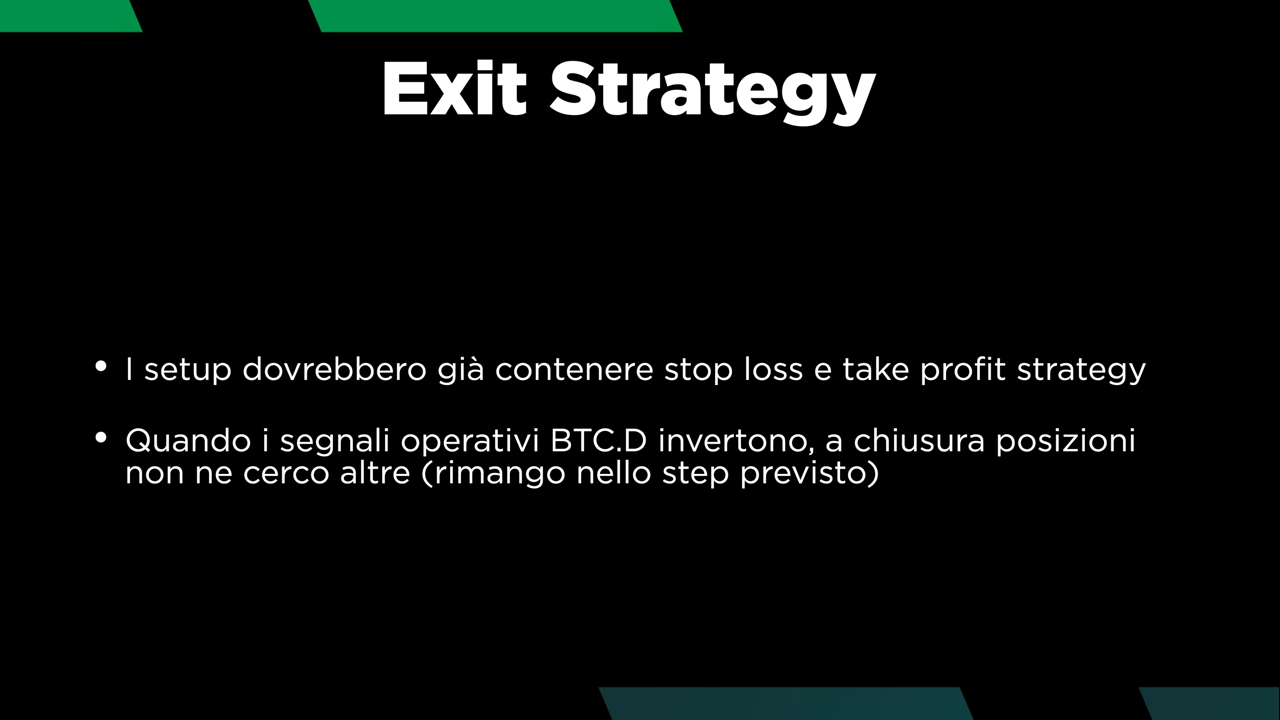 Exit Strategy
• I setup dovrebbero già contenere stop loss e take profit strategy
• Quando i segnali operativi BTC.D invertono, a chiusura posizioni
non ne cerco altre (rimango nello step previsto)